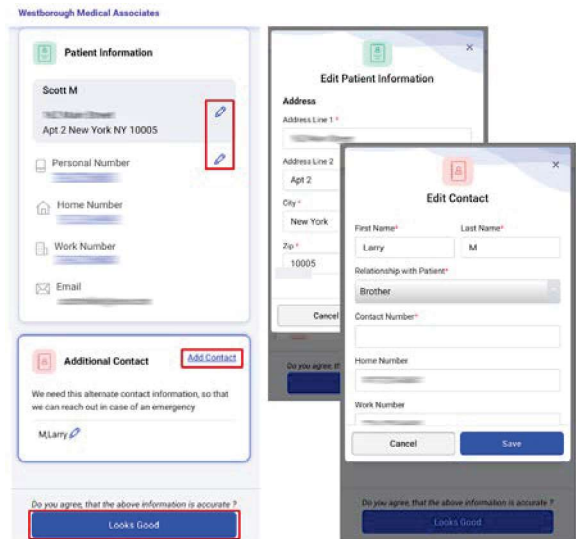 Westborough Medical Associates
Patient Information
Scott M
Apt 2 New York NY 10005
Personal Number
Home Number
Work Number
Email
Additional Contact
Add Contact
We need this alternate contact information, so that
we can reach out in case of an emergency
M,Larry
Do you agree, that the above information is accurate ?
Looks Good
×
Edit Patient Information
Address
Address Line 1 *
Address Line 2
Apt 2
City *
New York
Zip *
10005
Cancel
Do you agree, th
×
Edit Contact
First Name*
Last Name*
Larry
M
Relationship with Patient*
Brother
Contact Number*
Home Number
Work Number
Cancel
Save
Do you agree, that the above information is accurate ?
Looks Good